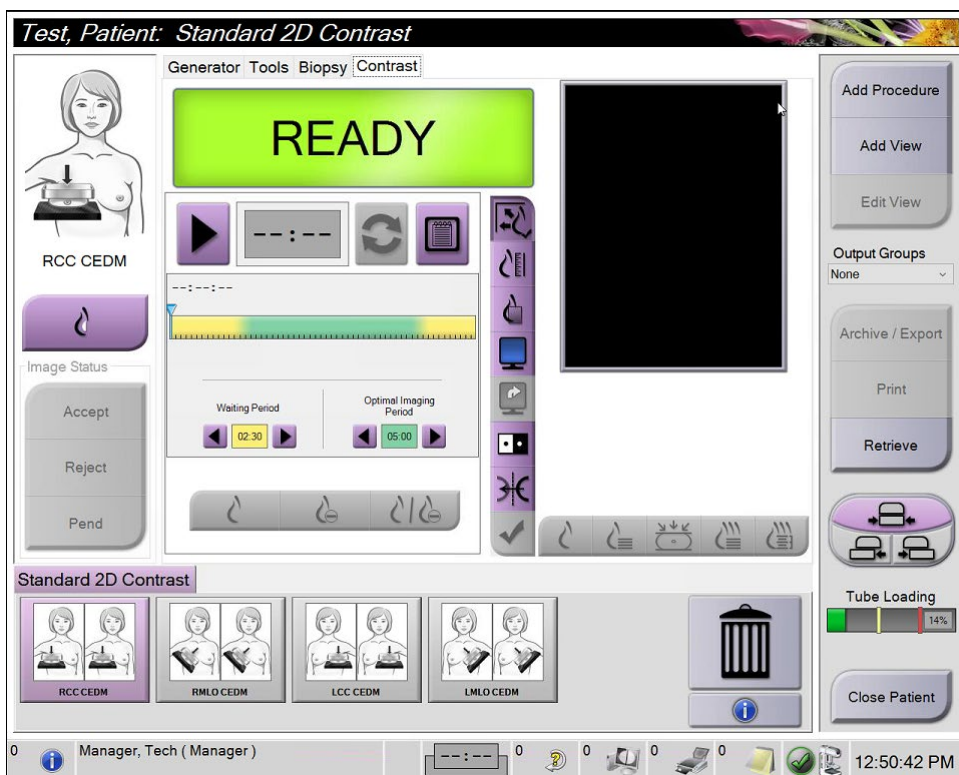 Test, Patient: Standard 2D Contrast
Generator Tools Biopsy Contrast
READY
RCC CEDM
--:--
--:--:--
Waiting Period
02:30
Optimal Imaging
Period
05:00
Image Status
Accept
Reject
Pend
Add Procedure
Add View
Edit View
Output Groups
None
Archive / Export
Print
Retrieve
Tube Loading
14%
Close Patient
Standard 2D Contrast
RCC CEDM
RMLO CEDM
LCC CEDM
LMLO CEDM
0 Manager, Tech ( Manager ) --:-- 0 0 0 0 12:50:42 PM